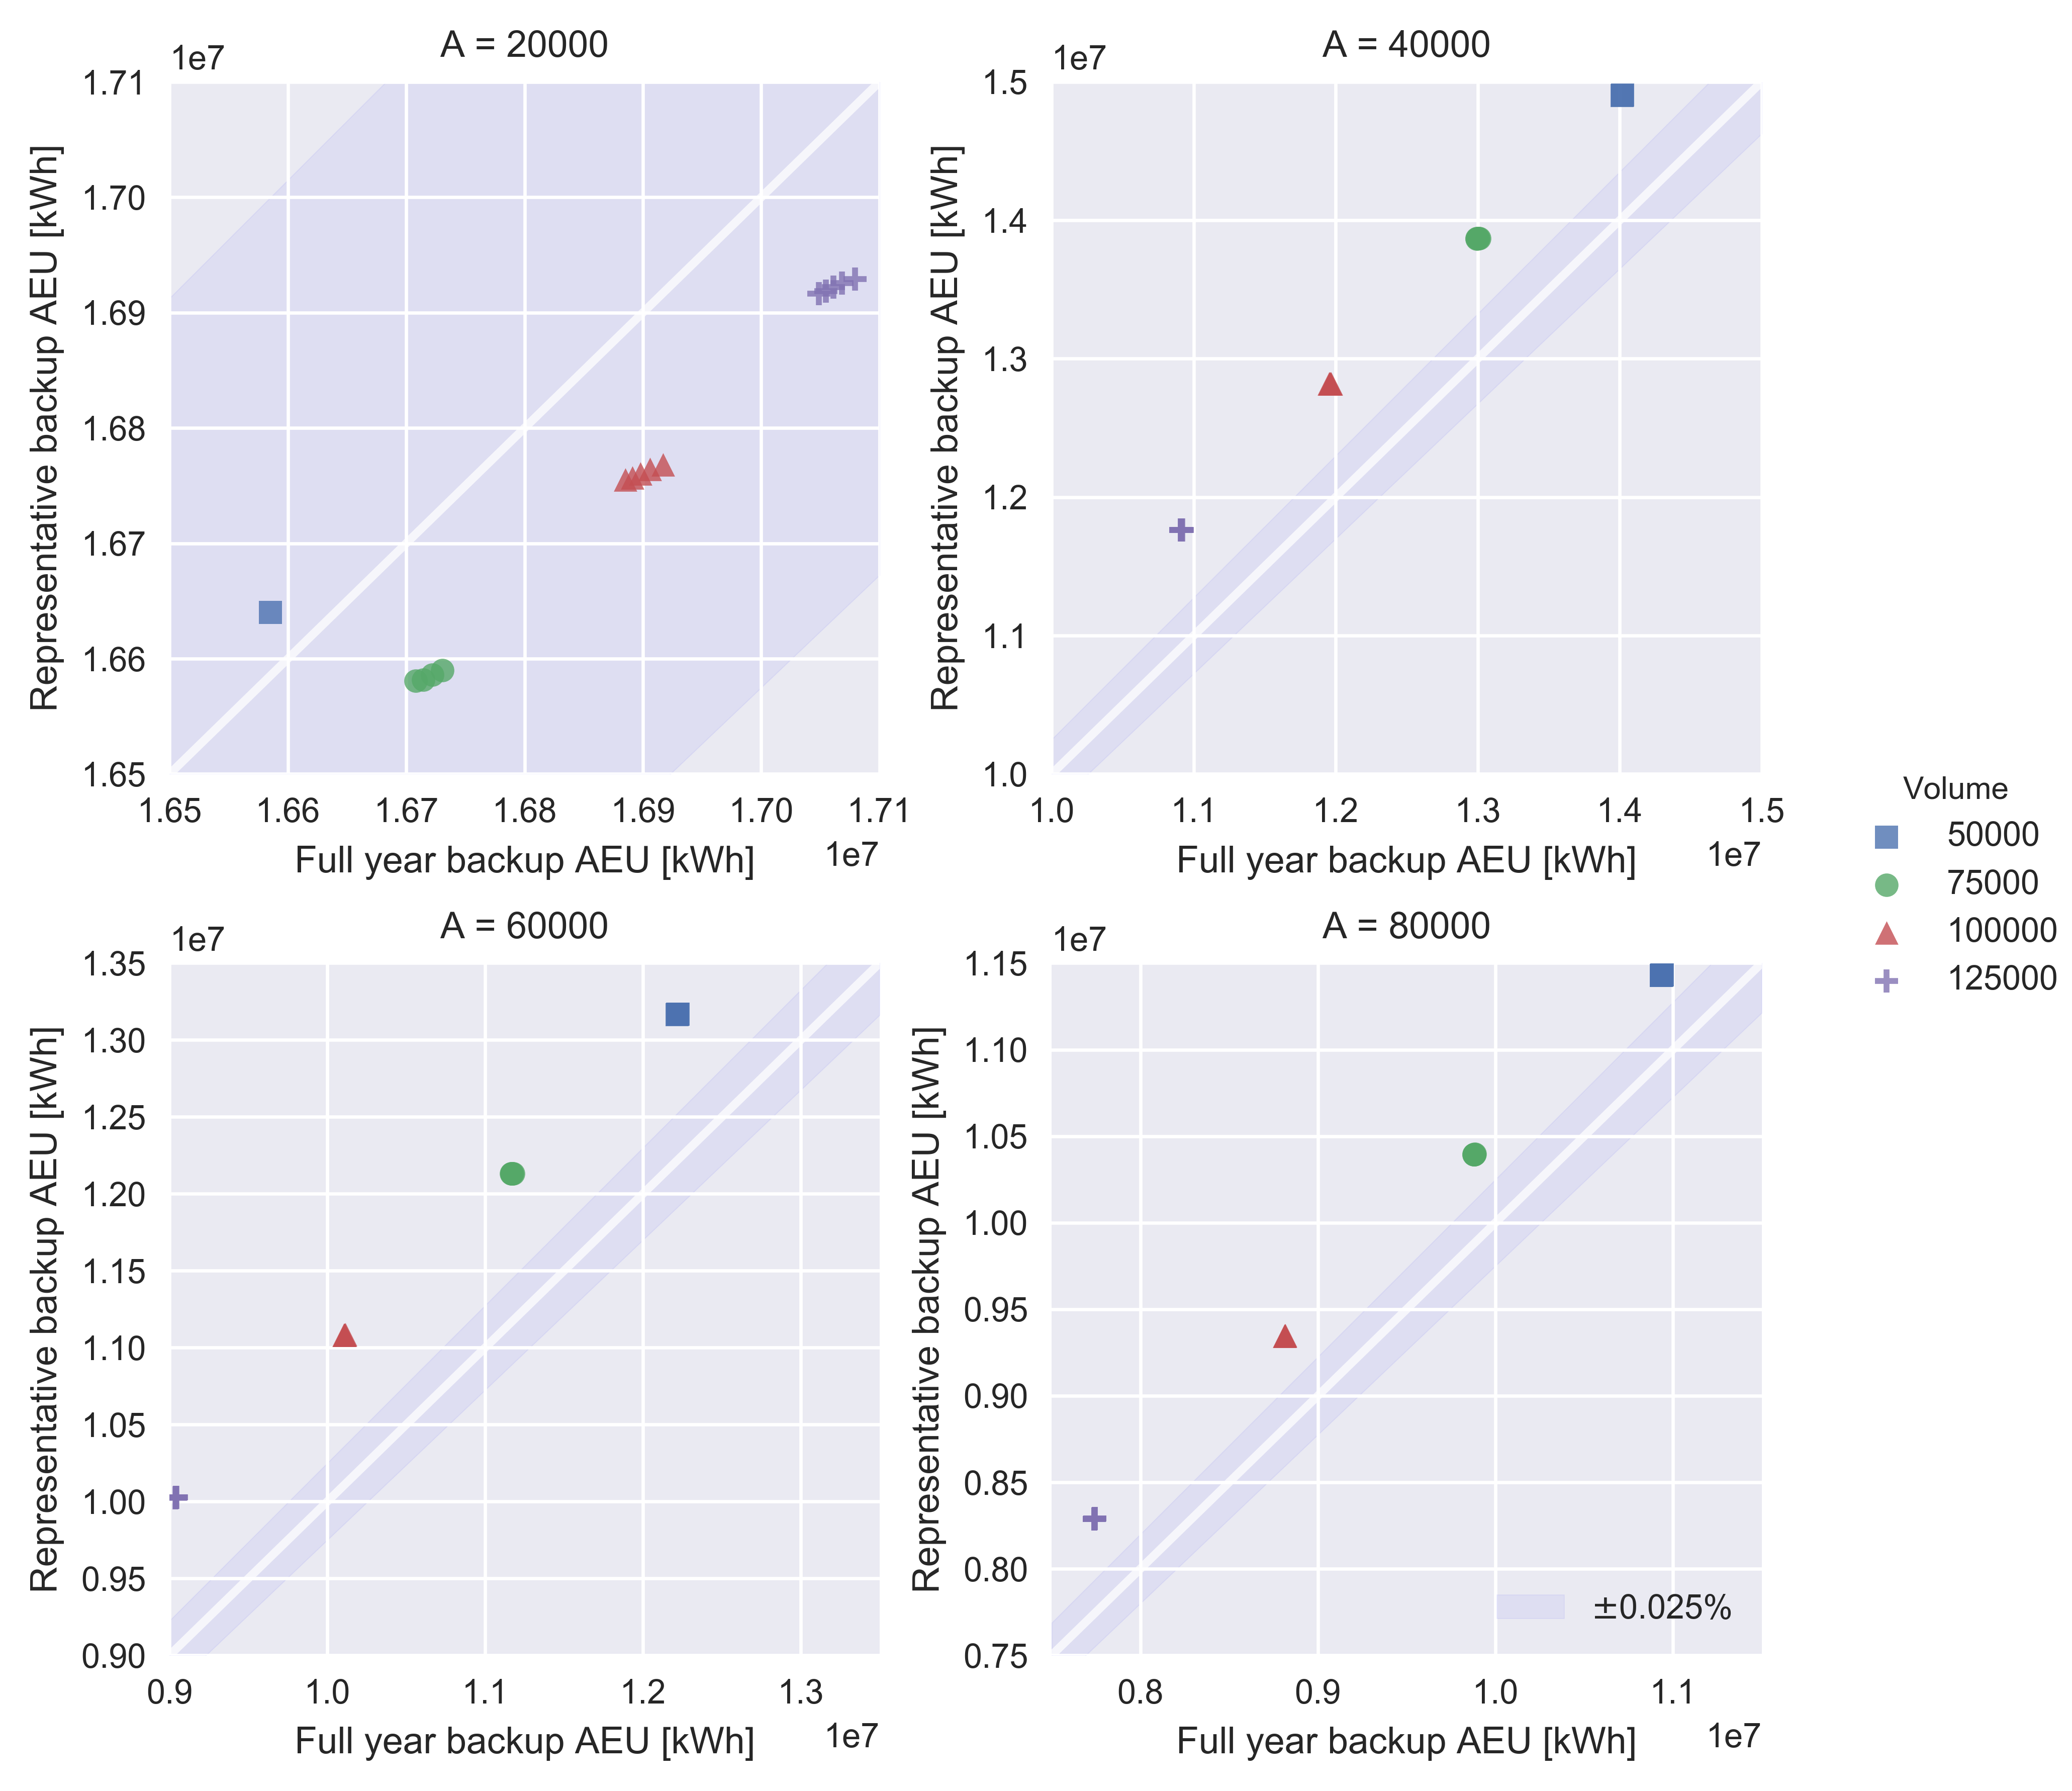 A = 20000
1e7
1.71
1.70
1.69
1.68
1.67
1.66
1.65
Representative backup AEU [kWh]
1.65 1.66 1.67 1.68 1.69 1.70 1.71
1e7
Full year backup AEU [kWh]
A = 40000
1e7
1.5
1.4
1.3
1.2
1.1
1.0
Representative backup AEU [kWh]
1.0 1.1 1.2 1.3 1.4 1.5
1e7
Full year backup AEU [kWh]
Volume
50000
75000
100000
125000
A = 60000
1e7
1.35
1.30
1.25
1.20
1.15
1.10
1.05
1.00
0.95
0.90
Representative backup AEU [kWh]
0.9 1.0 1.1 1.2 1.3
1e7
Full year backup AEU [kWh]
A = 80000
1e7
1.15
1.10
1.05
1.00
0.95
0.90
0.85
0.80
0.75
Representative backup AEU [kWh]
±0.025%
0.8 0.9 1.0 1.1
1e7
Full year backup AEU [kWh]